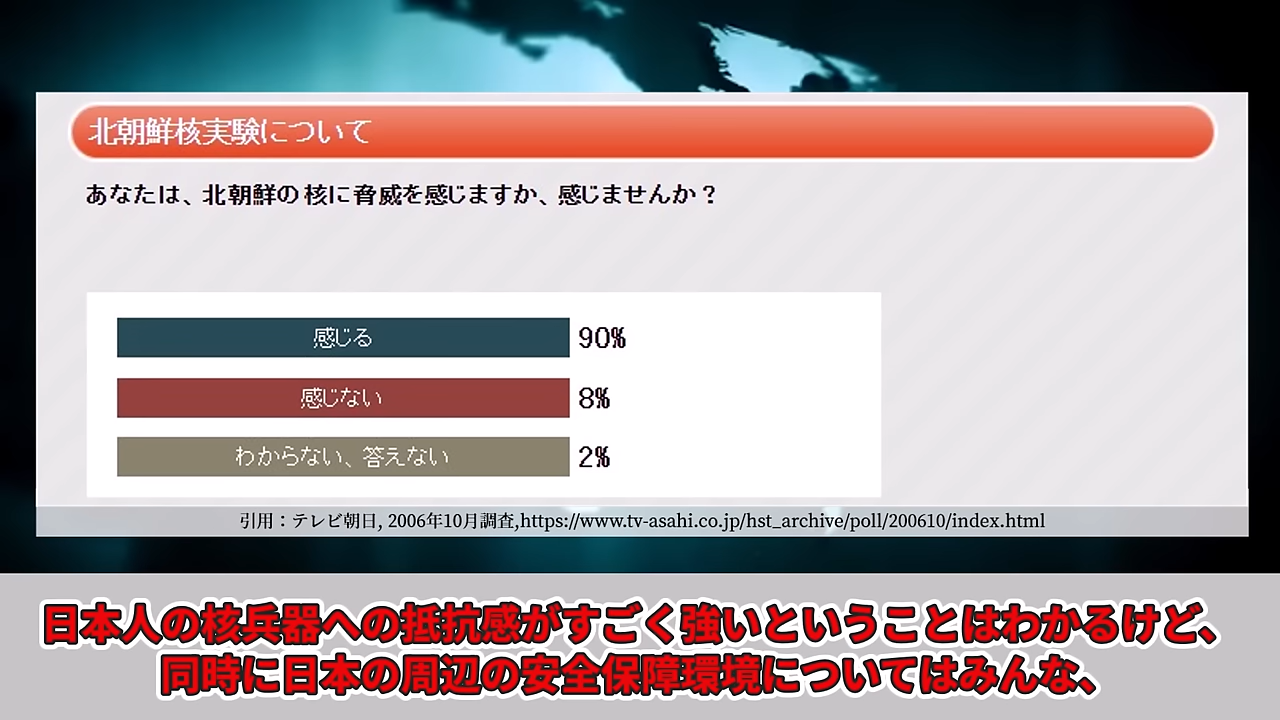 北朝鮮核実験について
あなたは、北朝鮮の核に脅威を感じますか、感じませんか？
感じる 90%
感じない 8%
わからない、答えない 2%
引用：テレビ朝日, 2006年10月調査,https://www.tv-asahi.co.jp/hst_archive/poll/200610/index.html
日本人の核兵器への抵抗感がすごく強いということはわかるけど、
同時に日本の周辺の安全保障環境についてはみんな、